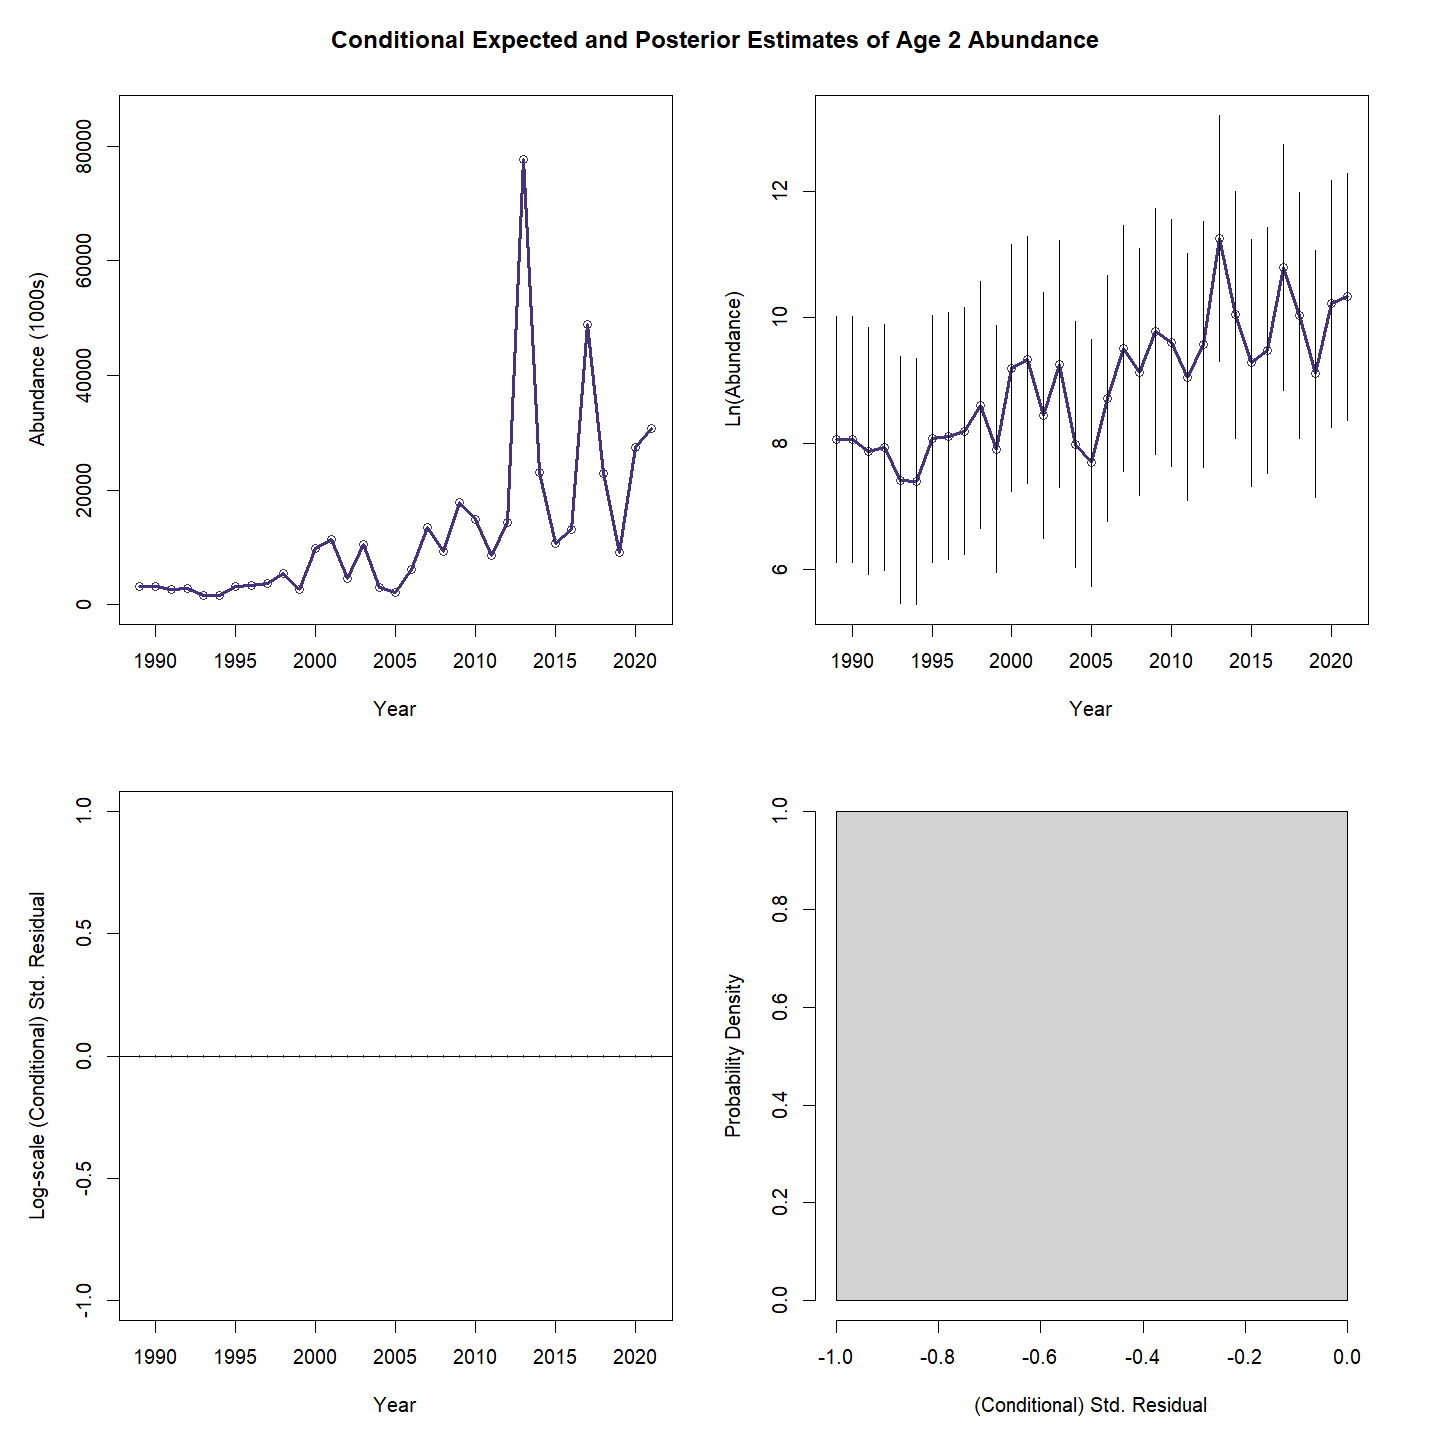 Conditional Expected and Posterior Estimates of Age 2 Abundance
Abundance (1000s)
80000
60000
40000
20000
0
1990 1995 2000 2005 2010 2015 2020
Year
Ln(Abundance)
12
10
8
6
1990 1995 2000 2005 2010 2015 2020
Year
Log-scale (Conditional) Std. Residual
1.0
0.5
0.0
-0.5
-1.0
1990 1995 2000 2005 2010 2015 2020
Year
Probability Density
1.0
0.8
0.6
0.4
0.2
0.0
-1.0 -0.8 -0.6 -0.4 -0.2 0.0
(Conditional) Std. Residual